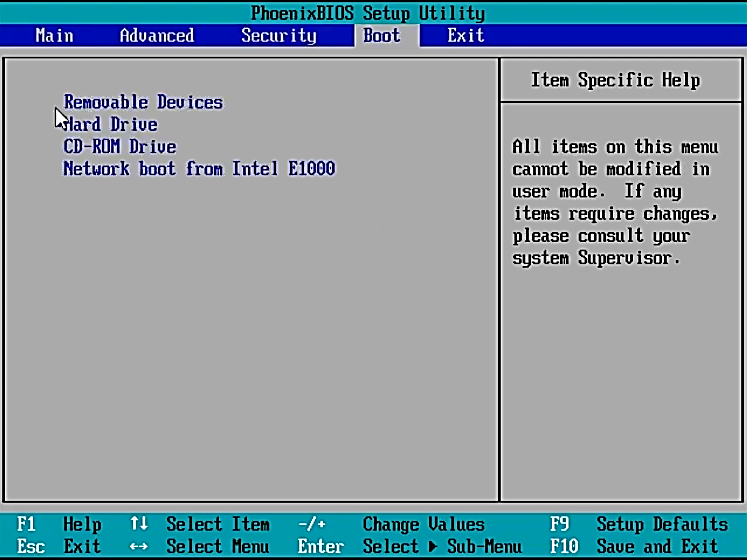 PhoenixBIOS Setup Utility
Main Advanced Security Boot Exit
Removable Devices
Hard Drive
CD-ROM Drive
Network boot from Intel E1000
Item Specific Help
All items on this menu
cannot be modified in
user mode. If any
items require changes,
please consult your
system Supervisor.
F1 Help ↑↓ Select Item -/+ Change Values F9 Setup Defaults
Esc Exit ↔ Select Menu Enter Select ▶ Sub-Menu F10 Save and Exit